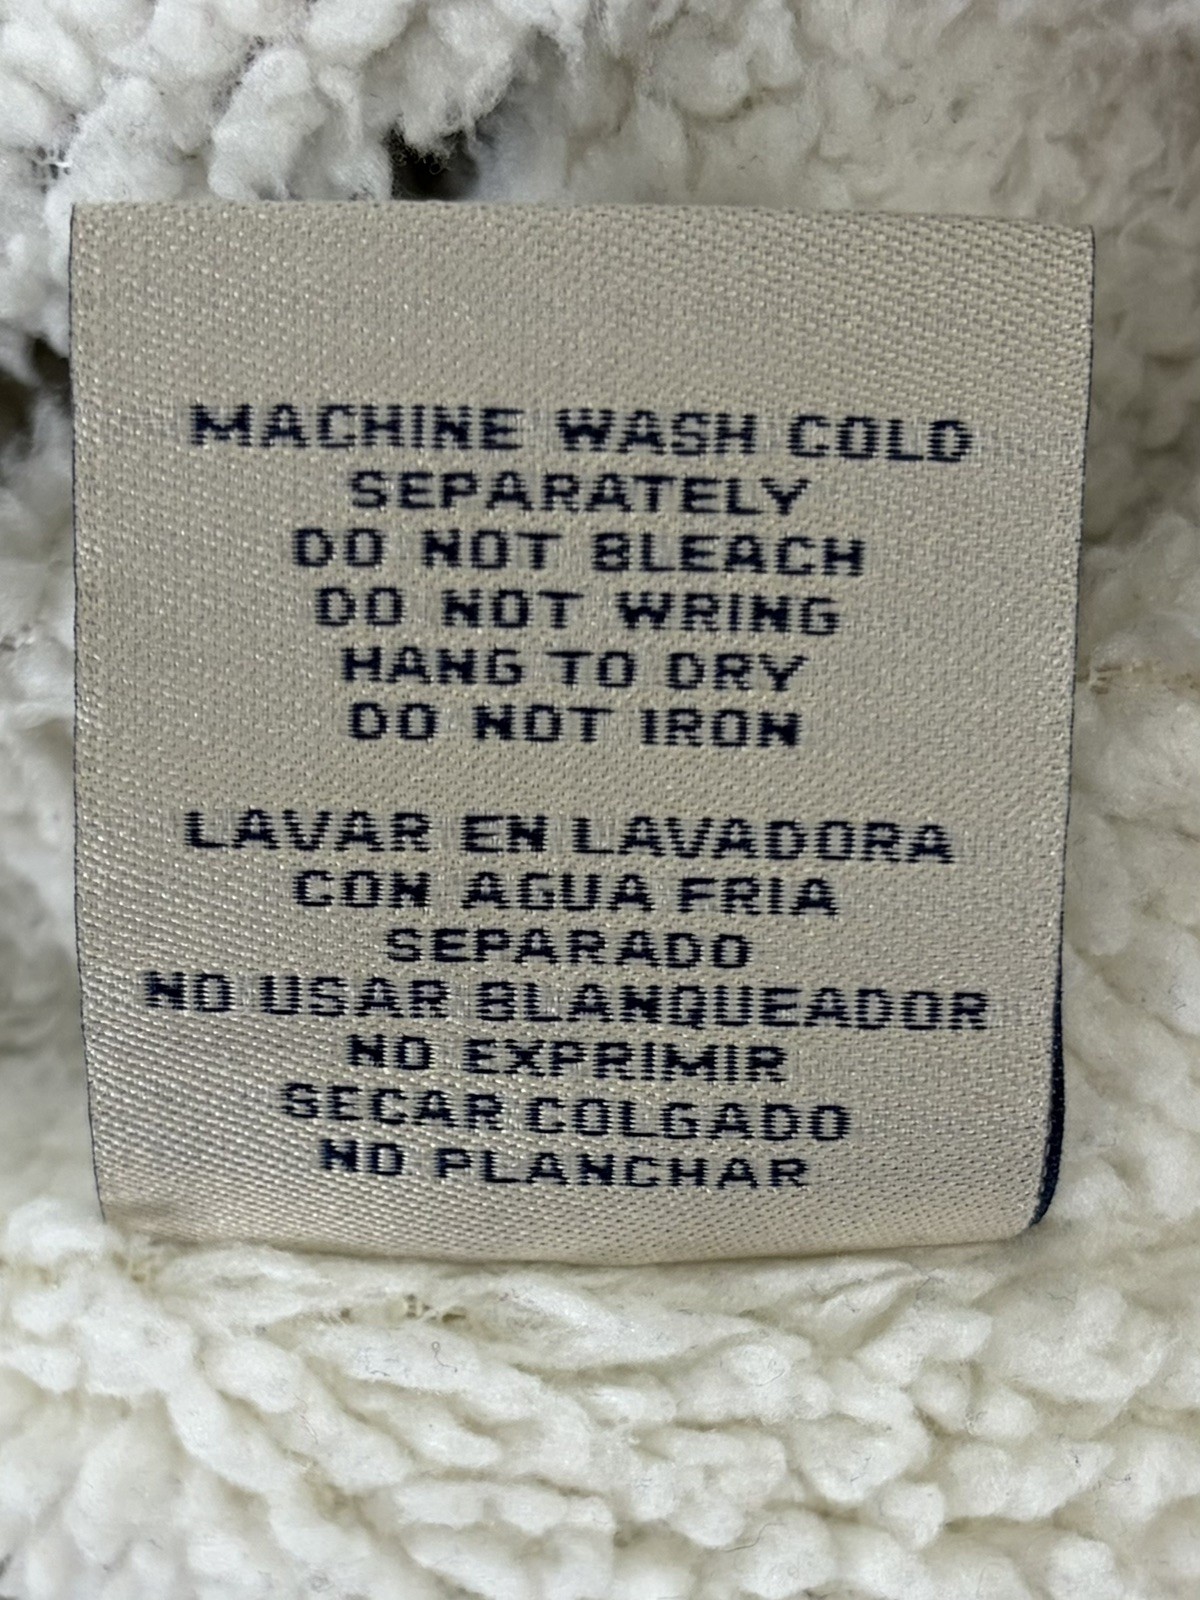 MACHINE WASH COLD
SEPARATELY
DO NOT BLEACH
DO NOT WRING
HANG TO DRY
DO NOT IRON
LAVAR EN LAVADORA
CON AGUA FRIA
SEPARADO
NO USAR BLANQUEADOR
NO EXPRIMIR
SECAR COLGADO
NO PLANCHAR